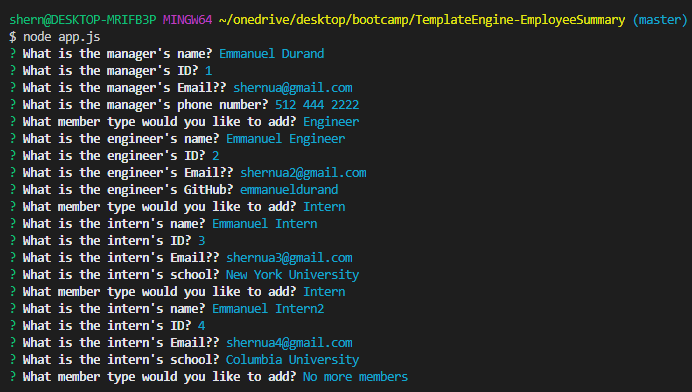 shern@DESKTOP-MRIFB3P MINGW64 ~/onedrive/desktop/bootcamp/TemplateEngine-EmployeeSummary (master)
$ node app.js
? What is the manager's name? Emmanuel Durand
? What is the manager's ID? 1
? What is the manager's Email?? shernua@gmail.com
? What is the manager's phone number? 512 444 2222
? What member type would you like to add? Engineer
? What is the engineer's name? Emmanuel Engineer
? What is the engineer's ID? 2
? What is the engineer's Email?? shernua2@gmail.com
? What is the engineer's GitHub? emmanueldurand
? What member type would you like to add? Intern
? What is the intern's name? Emmanuel Intern
? What is the intern's ID? 3
? What is the intern's Email?? shernua3@gmail.com
? What is the intern's school? New York University
? What member type would you like to add? Intern
? What is the intern's name? Emmanuel Intern2
? What is the intern's ID? 4
? What is the intern's Email?? shernua4@gmail.com
? What is the intern's school? Columbia University
? What member type would you like to add? No more members